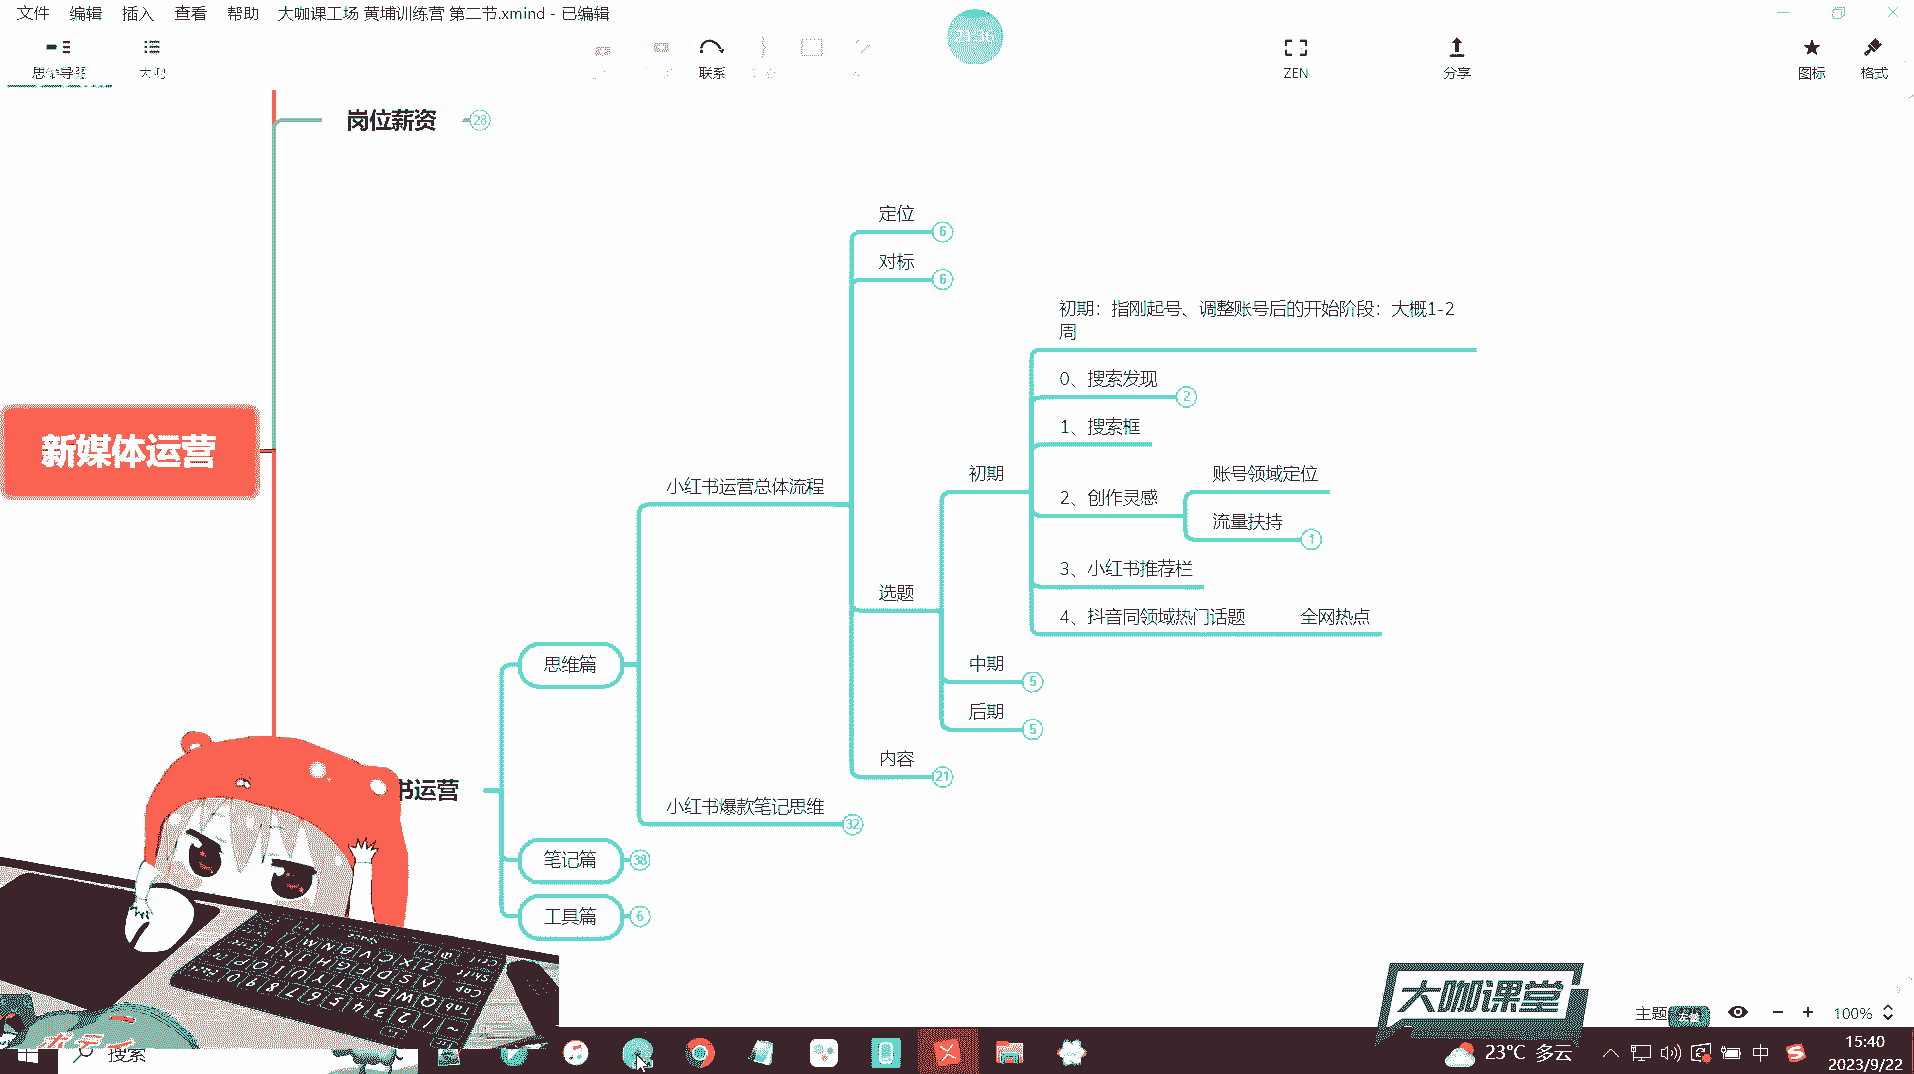 文件 编辑 插入 查看 帮助 大咖课工场 黄埔训练营 第二节.xmind - 已编辑
思维导图
联系
ZEN
分享
图标
格式
岗位薪资 28
定位 6
对标 6
初期：指刚起号、调整账号后的开始阶段：大概1-2
周
0、搜索发现 2
1、搜索框
初期
账号领域定位
2、创作灵感
流量扶持 1
小红书运营总体流程
3、小红书推荐栏
选题
4、抖音同领域热门话题 全网热点
新媒体运营
思维篇
中期 5
后期 5
内容 21
书运营
小红书爆款笔记思维 32
笔记篇 38
工具篇 6
大咖课堂
主题 100%
搜索
23°C 多云
中
15:40
2023/9/22